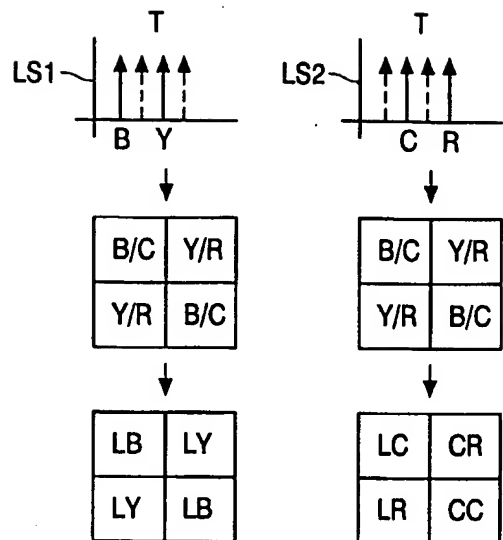 T T
LS1 LS2
B Y C R
B/C Y/R B/C Y/R
Y/R B/C Y/R B/C
LB LY LC CR
LY LB LR CC